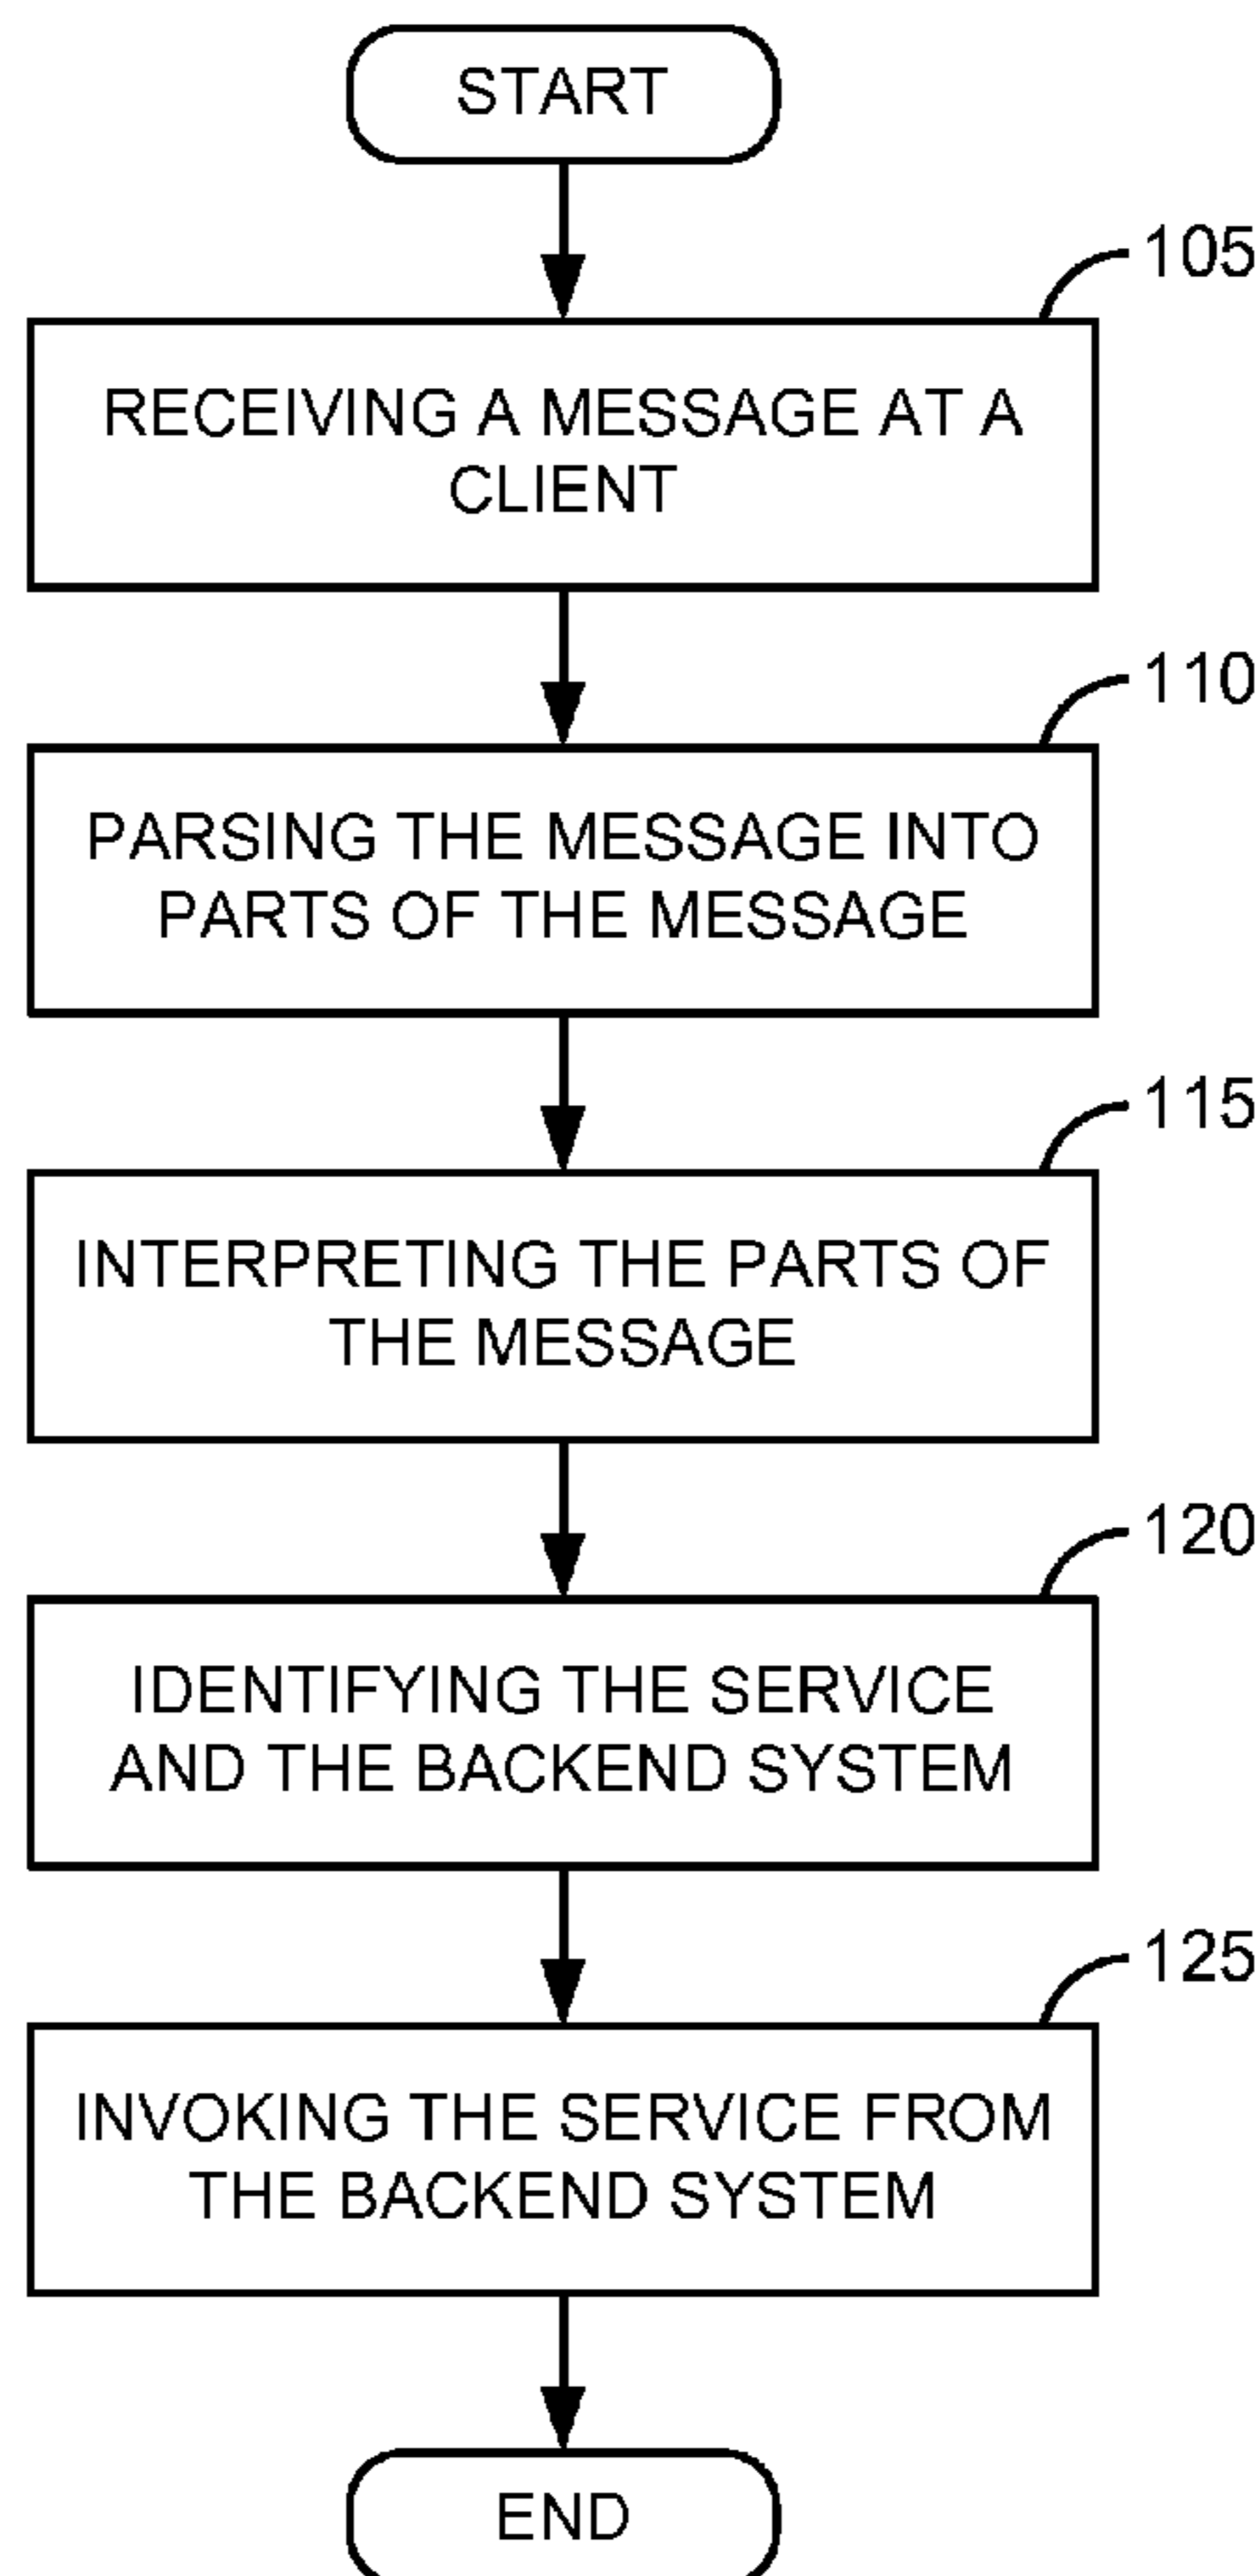 START
105
RECEIVING A MESSAGE AT A
CLIENT
110
PARSING THE MESSAGE INTO
PARTS OF THE MESSAGE
115
INTERPRETING THE PARTS OF
THE MESSAGE
120
IDENTIFYING THE SERVICE
AND THE BACKEND SYSTEM
125
INVOKING THE SERVICE FROM
THE BACKEND SYSTEM
END